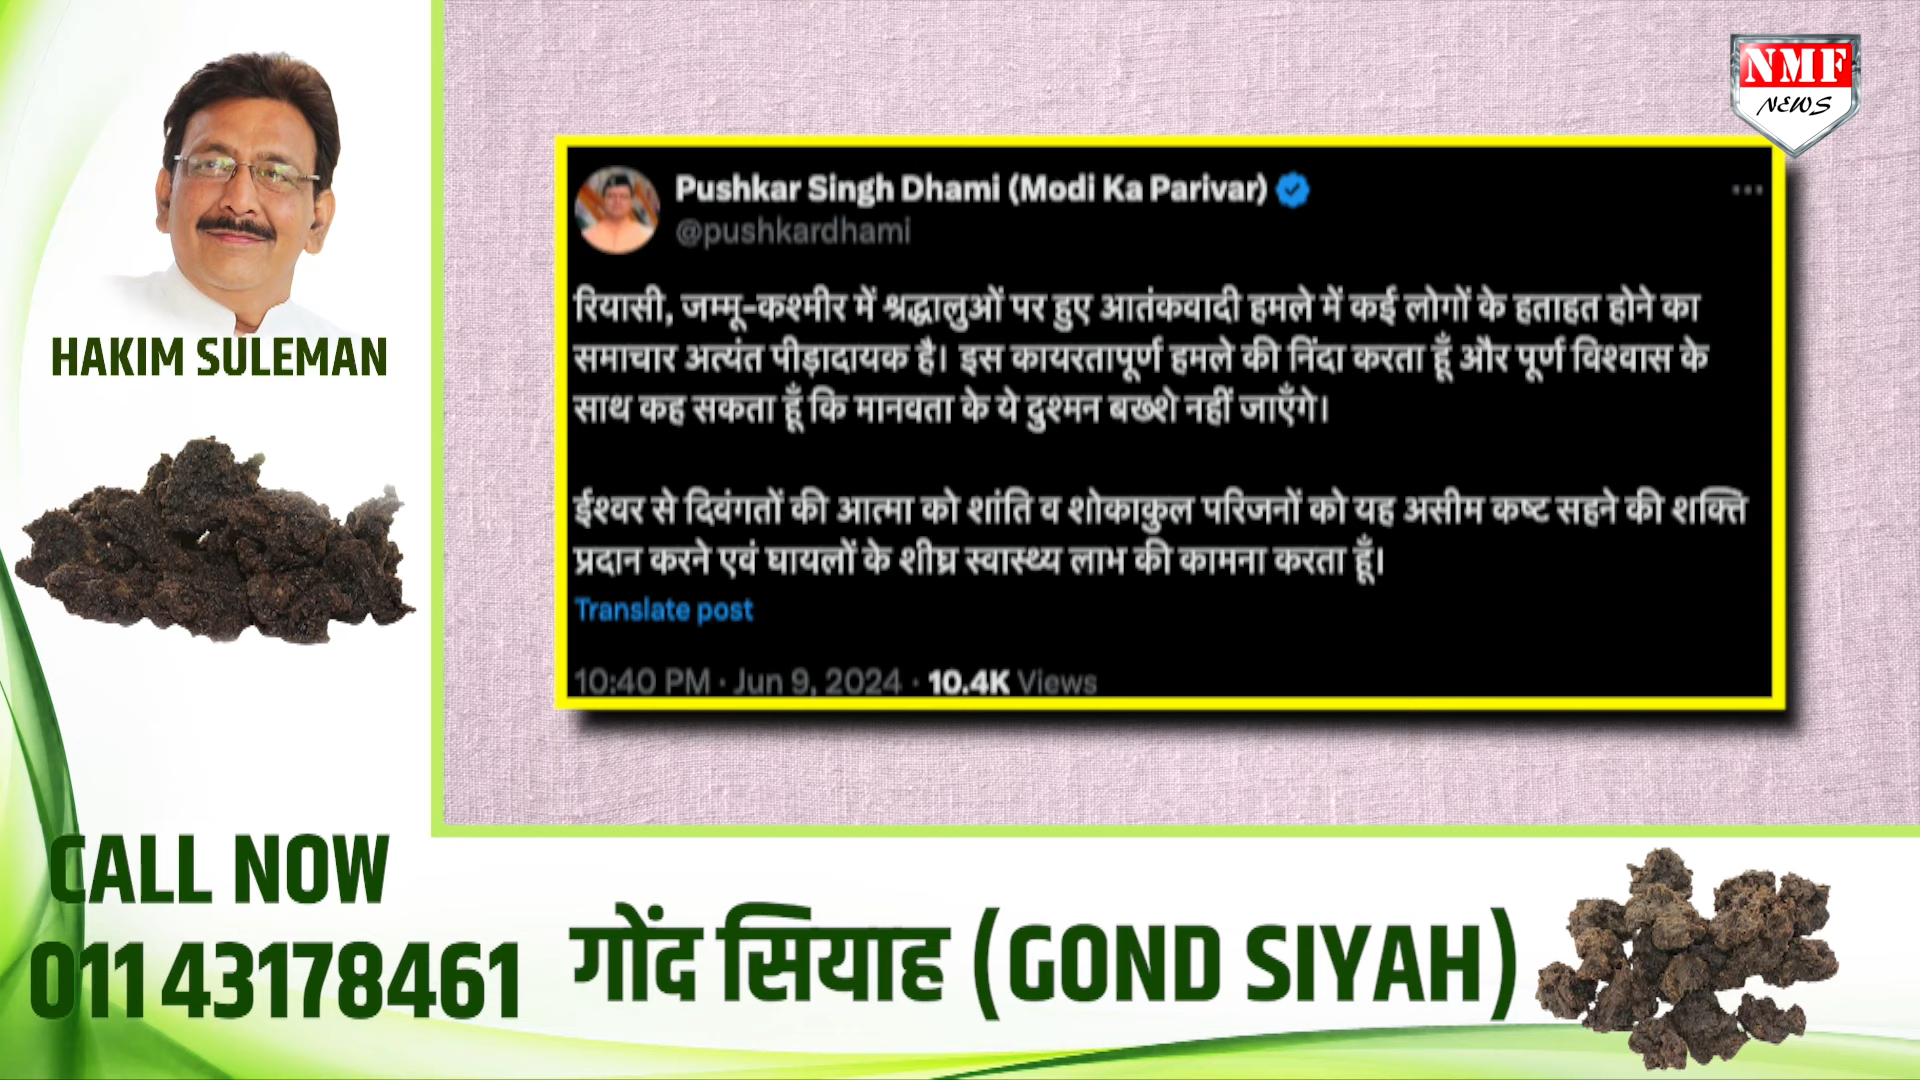 NMF
NEWS
HAKIM SULEMAN
Pushkar Singh Dhami (Modi Ka Parivar)
@pushkardhami
रियासी, जम्मू-कश्मीर में श्रद्धालुओं पर हुए आतंकवादी हमले में कई लोगों के हताहत होने का
समाचार अत्यंत पीड़ादायक है। इस कायरतापूर्ण हमले की निंदा करता हूँ और पूर्ण विश्वास के
साथ कह सकता हूँ कि मानवता के ये दुश्मन बख्शे नहीं जाएँगे।
ईश्वर से दिवंगतों की आत्मा को शांति व शोकाकुल परिजनों को यह असीम कष्ट सहने की शक्ति
प्रदान करने एवं घायलों के शीघ्र स्वास्थ्य लाभ की कामना करता हूँ।
Translate post
10:40 PM · Jun 9, 2024 · 10.4K Views
CALL NOW
011 43178461
गोंद सियाह (GOND SIYAH)